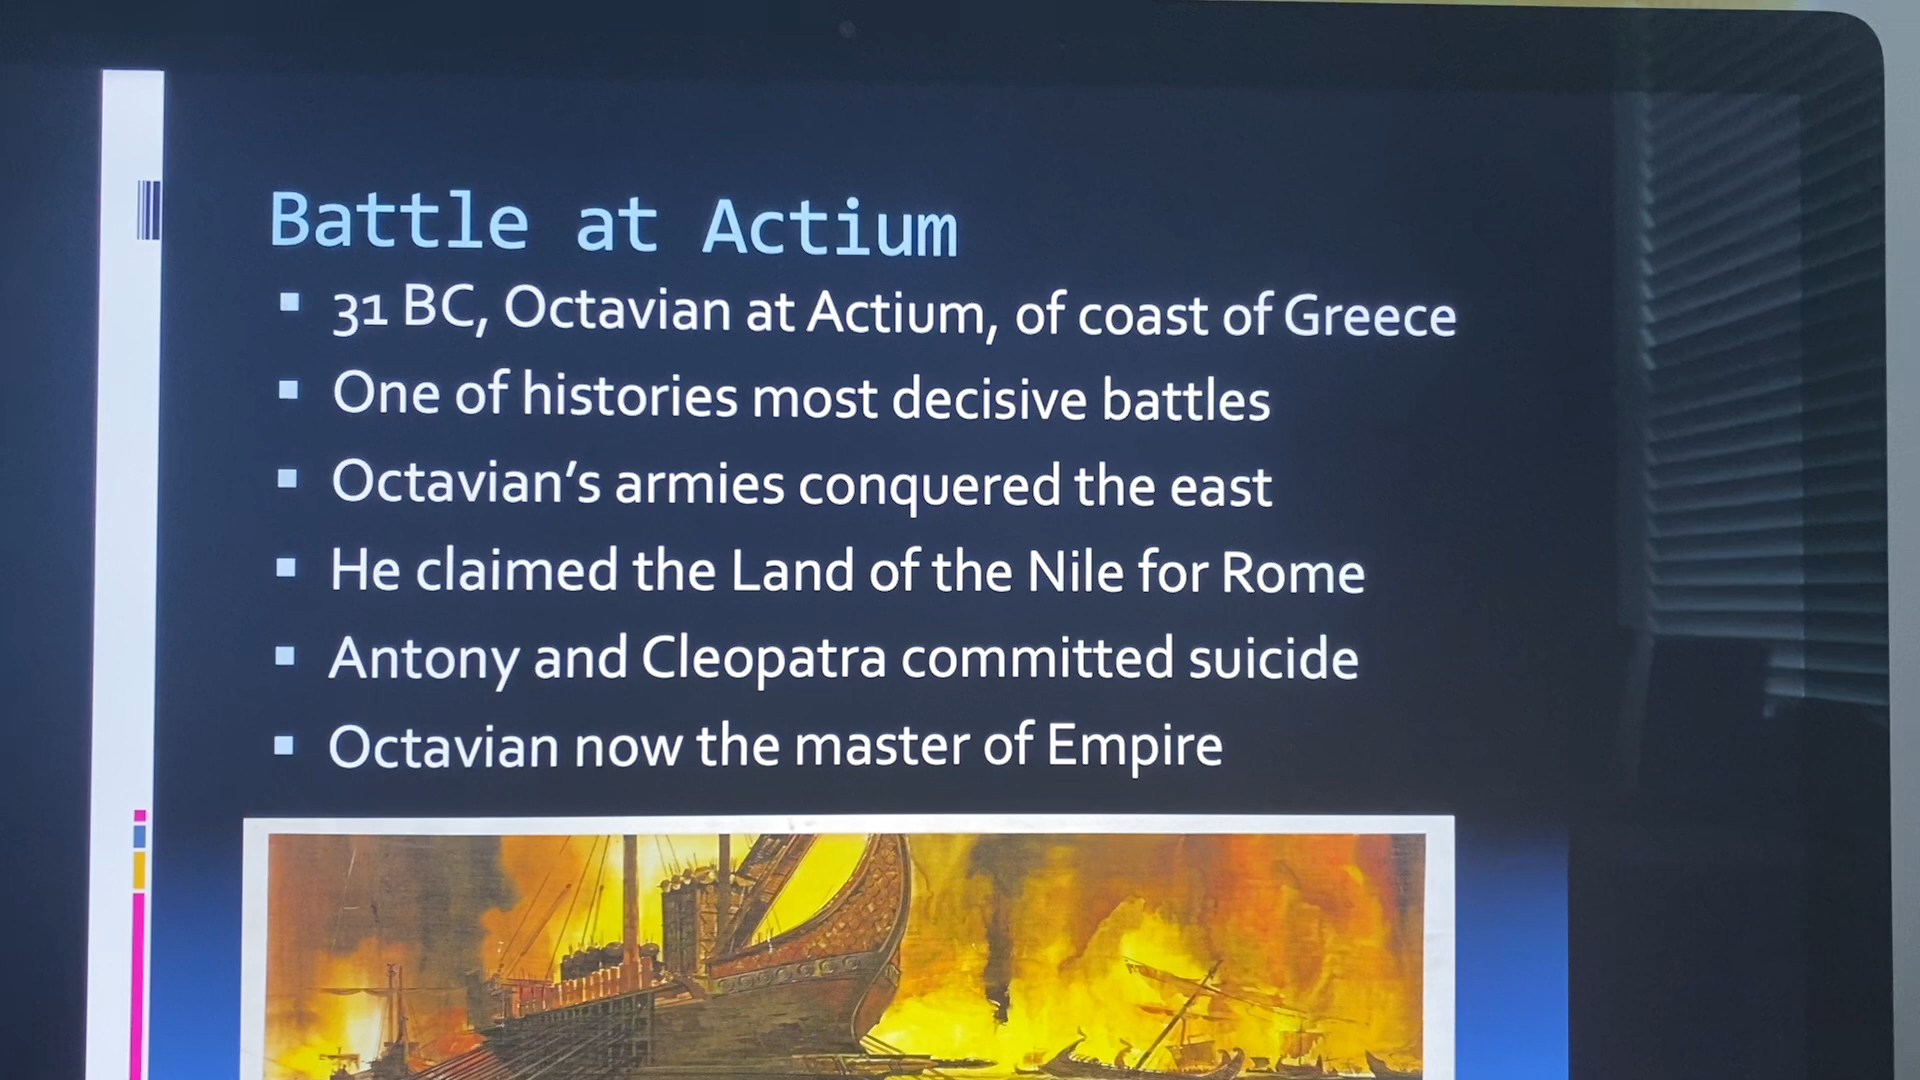 Battle at Actium
31 BC, Octavian at Actium, of coast of Greece
One of histories most decisive battles
Octavian's armies conquered the east
He claimed the Land of the Nile for Rome
Antony and Cleopatra committed suicide
Octavian now the master of Empire